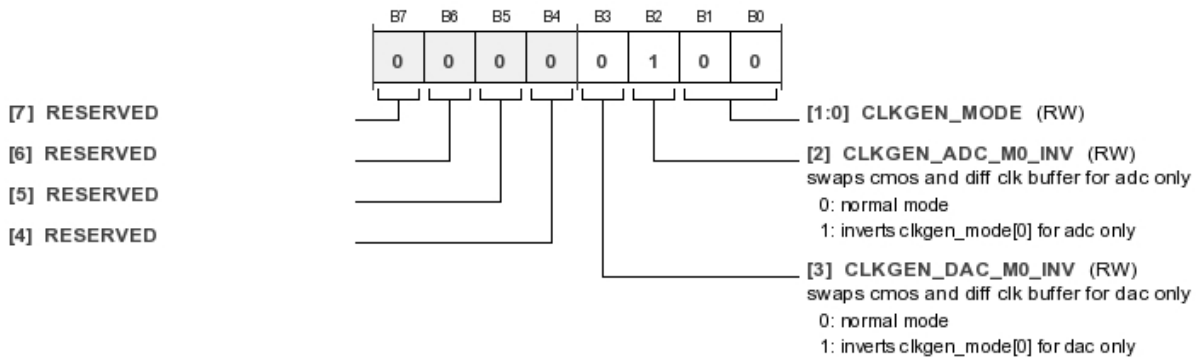 B7 B6 B5 B4 B3 B2 B1 B0
0 0 0 0 0 1 0 0
[7] RESERVED
[6] RESERVED
[5] RESERVED
[4] RESERVED
[1:0] CLKGEN_MODE (RW)
[2] CLKGEN_ADC_M0_INV (RW)
swaps cmos and diff clk buffer for adc only
0: normal mode
1: inverts clkgen_mode[0] for adc only
[3] CLKGEN_DAC_M0_INV (RW)
swaps cmos and diff clk buffer for dac only
0: normal mode
1: inverts clkgen_mode[0] for dac only